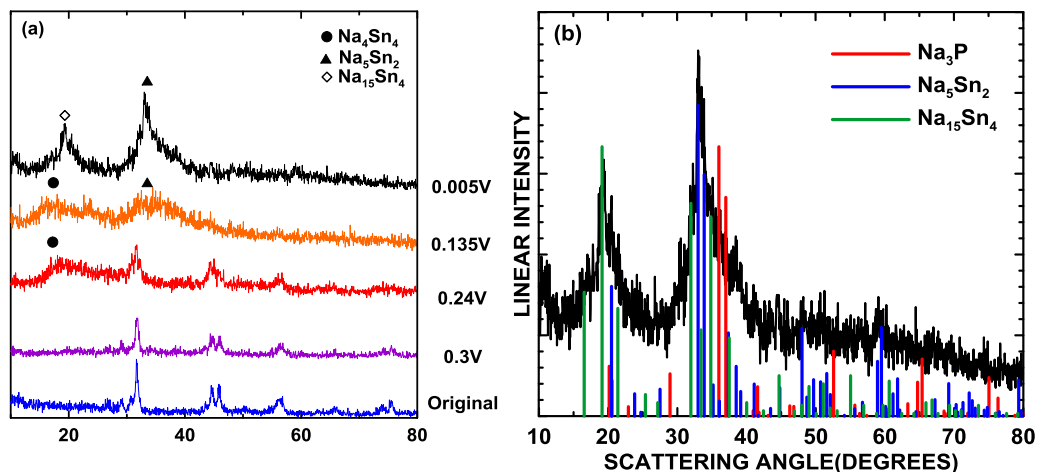 (a)
● Na₄Sn₄
▲ Na₅Sn₂
◇ Na₁₅Sn₄
0.005V
0.135V
0.24V
0.3V
Original
20 40 60 80
(b)
Na₃P
Na₅Sn₂
Na₁₅Sn₄
LINEAR INTENSITY
10 20 30 40 50 60 70 80
SCATTERING ANGLE(DEGREES)